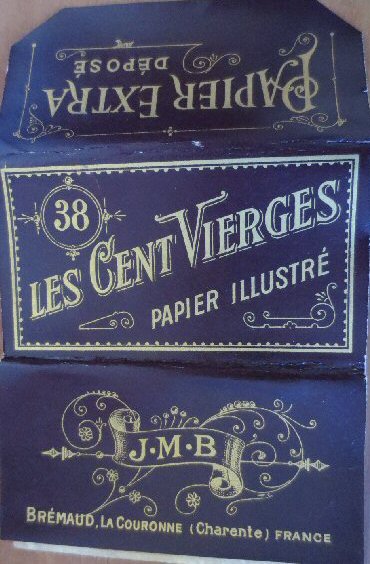 PAPIER EXTRA
DÉPOSÉ
38
LES CENT VIERGES
PAPIER ILLUSTRÉ
J·M·B
BRÉMAUD, LA COURONNE (Charente) FRANCE